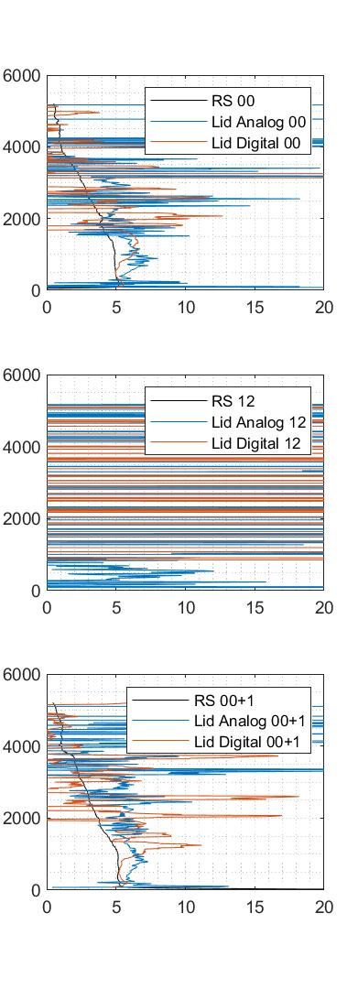 6000
4000
2000
0
RS 00
Lid Analog 00
Lid Digital 00
0 5 10 15 20
6000
4000
2000
0
RS 12
Lid Analog 12
Lid Digital 12
0 5 10 15 20
6000
4000
2000
0
RS 00+1
Lid Analog 00+1
Lid Digital 00+1
0 5 10 15 20